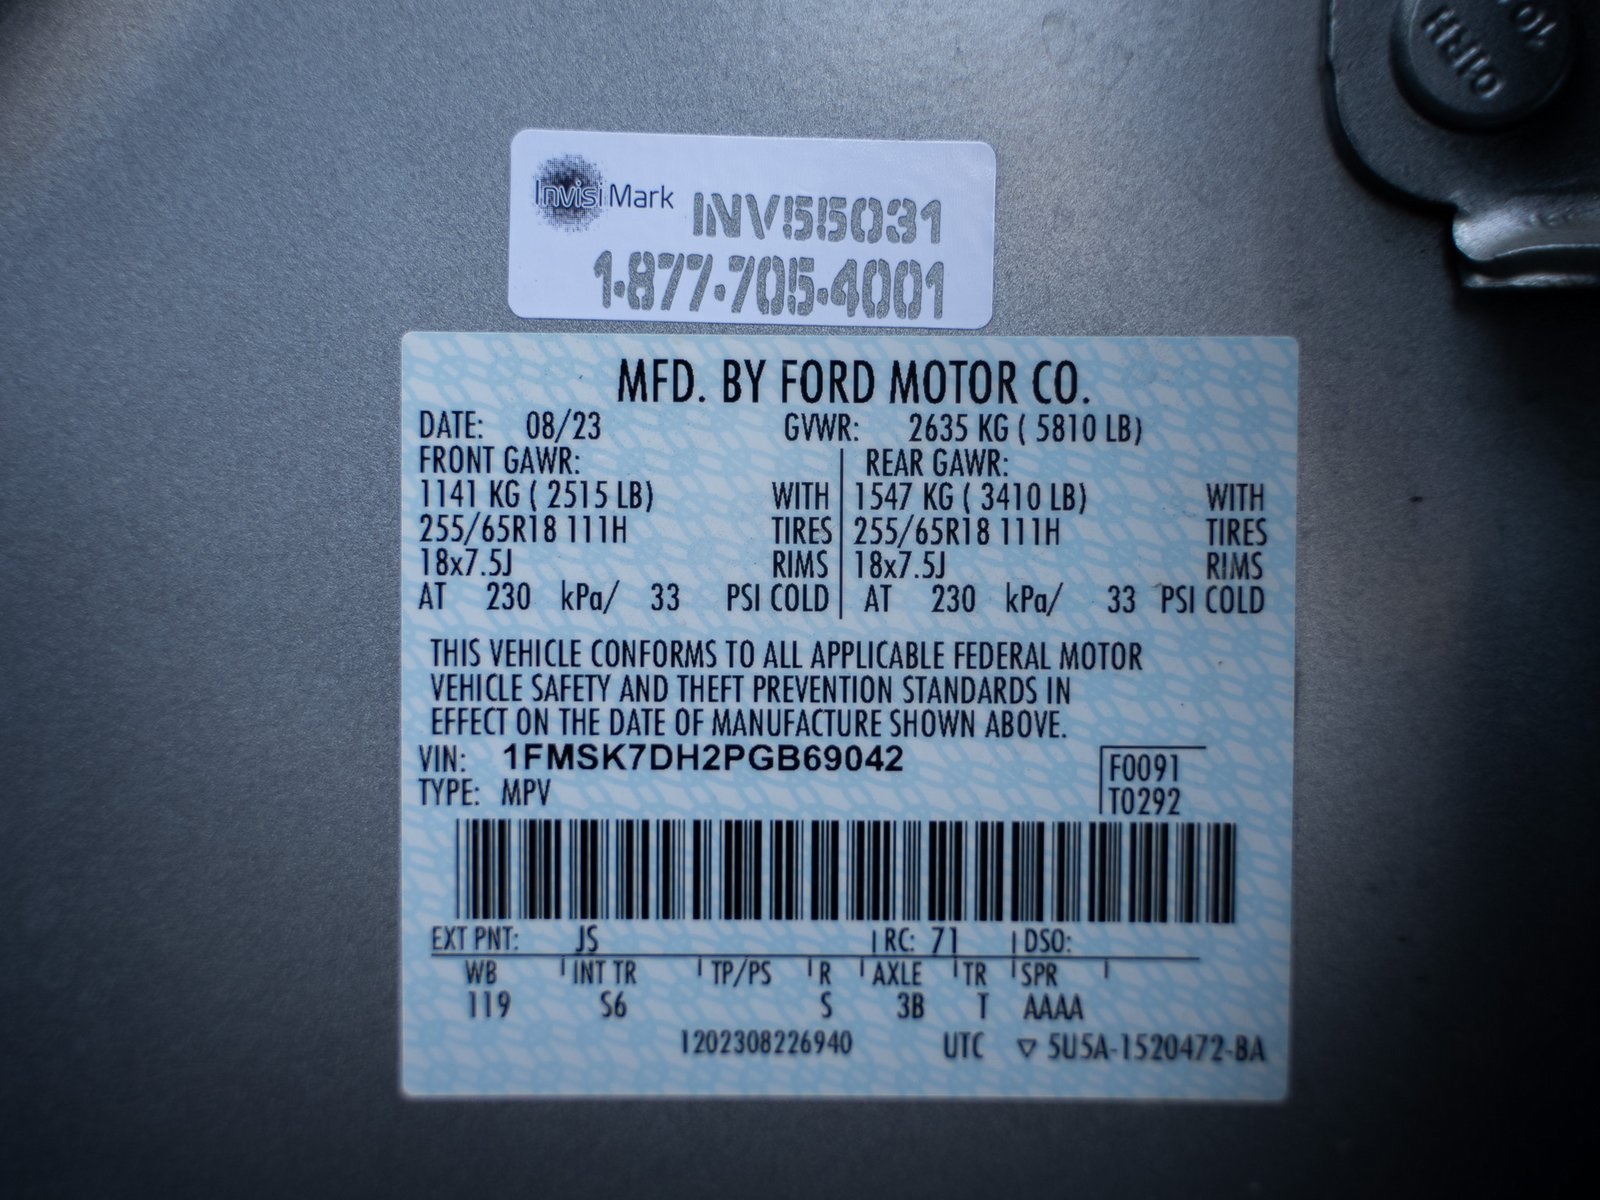 InvisiMark INV55031
1-877-705-4001
MFD. BY FORD MOTOR CO.
DATE: 08/23 GVWR: 2635 KG ( 5810 LB)
FRONT GAWR: REAR GAWR:
1141 KG ( 2515 LB) WITH 1547 KG ( 3410 LB) WITH
255/65R18 111H TIRES 255/65R18 111H TIRES
18x7.5J RIMS 18x7.5J RIMS
AT 230 kPa/ 33 PSI COLD AT 230 kPa/ 33 PSI COLD
THIS VEHICLE CONFORMS TO ALL APPLICABLE FEDERAL MOTOR
VEHICLE SAFETY AND THEFT PREVENTION STANDARDS IN
EFFECT ON THE DATE OF MANUFACTURE SHOWN ABOVE.
VIN: 1FMSK7DH2PGB69042
TYPE: MPV
F0091
T0292
EXT PNT: JS RC: 71 DSO:
WB INT TR TP/PS R AXLE TR SPR
119 S6 S 3B T AAAA
1202308226940 UTC ▽ 5U5A-1520472-BA